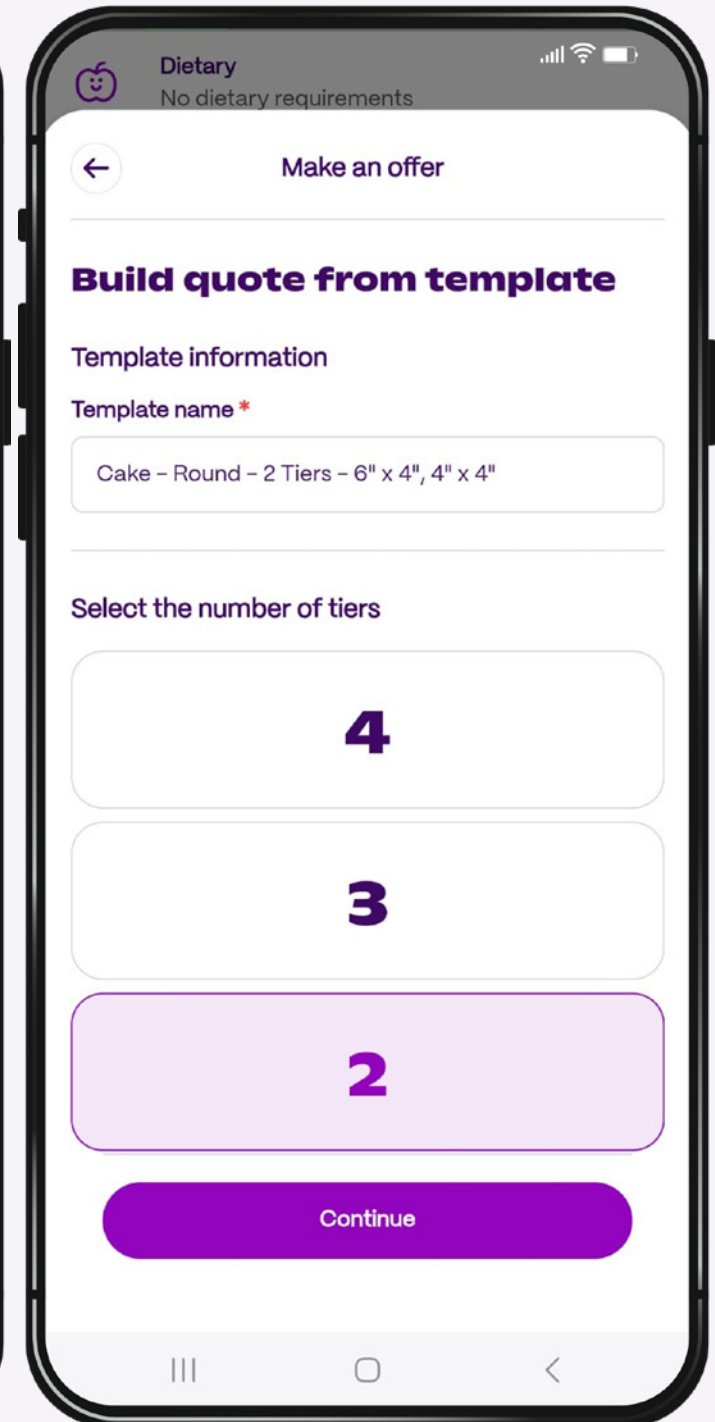 Dietary
No dietary requirements
Make an offer
Build quote from template
Template information
Template name *
Cake – Round – 2 Tiers – 6" x 4", 4" x 4"
Select the number of tiers
4
3
2
Continue